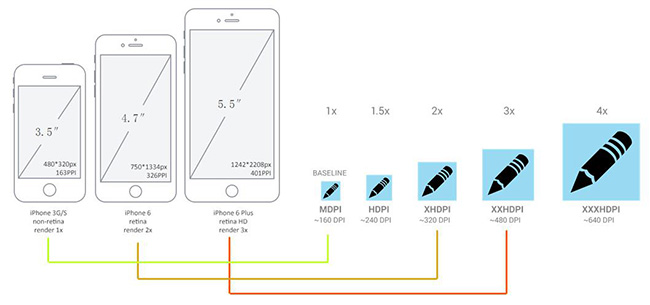 3.5″
480*320px
163PPI
iPhone 3G/S
non-retina
render 1x
4.7″
750*1334px
326PPI
iPhone 6
retina
render 2x
5.5″
1242*2208px
401PPI
iPhone 6 Plus
retina HD
render 3x
1x
1.5x
2x
3x
4x
BASELINE
MDPI
~160 DPI
HDPI
~240 DPI
XHDPI
~320 DPI
XXHDPI
~480 DPI
XXXHDPI
~640 DPI